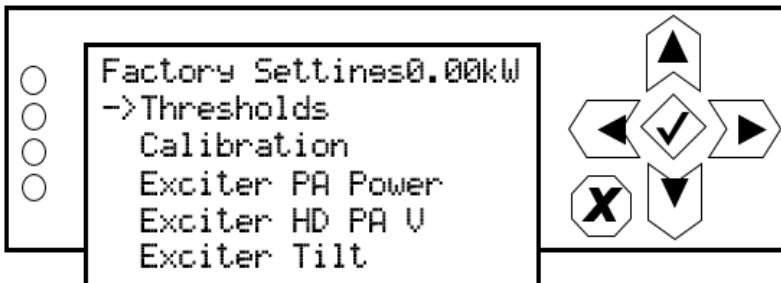 Factory Settings0.00kW
->Thresholds
Calibration
Exciter PA Power
Exciter HD PA V
Exciter Tilt
X